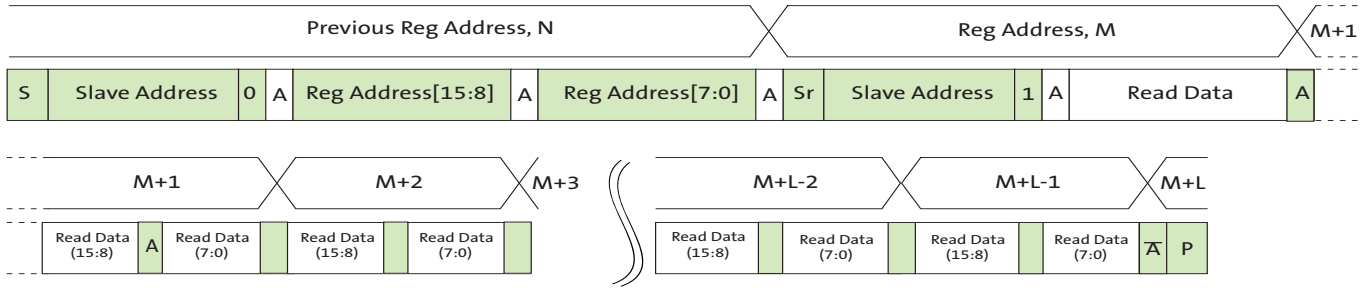 Previous Reg Address, N Reg Address, M M+1
S Slave Address 0 A Reg Address[15:8] A Reg Address[7:0] A Sr Slave Address 1 A Read Data A
M+1 M+2 M+3 M+L-2 M+L-1 M+L
Read Data (15:8) A Read Data (7:0) Read Data (15:8) Read Data (7:0) Read Data (15:8) Read Data (7:0) Read Data (15:8) Read Data (7:0) A̅ P